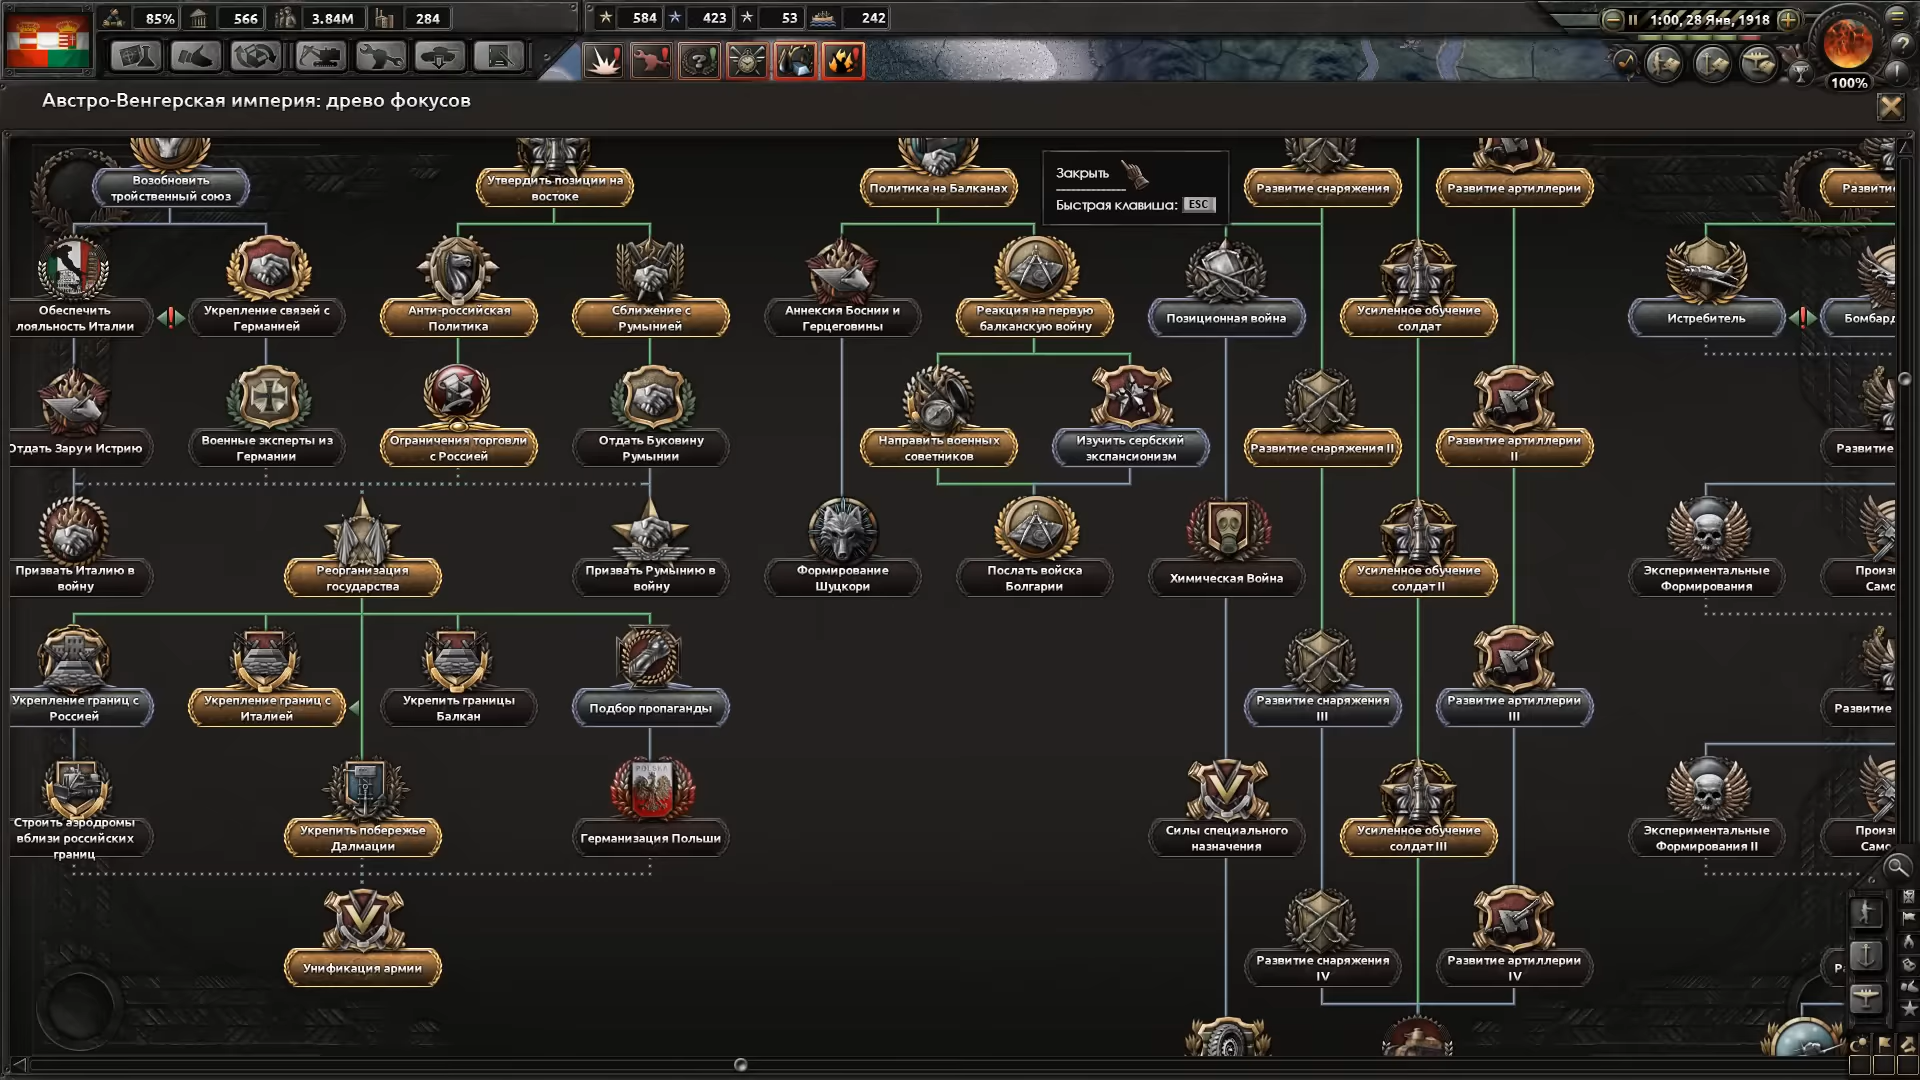 85%
566
3.84M
284
584
423
53
242
1:00, 28 Янв, 1918
100%
Австро-Венгерская империя: древо фокусов
Закрыть
Быстрая клавиша: ESC
Возобновить
тройственный союз
Утвердить позиции на
востоке
Политика на Балканах
Развитие снаряжения
Развитие артиллерии
Обеспечить
лояльность Италии
Укрепление связей с
Германией
Анти-российская
Политика
Сближение с
Румынией
Аннексия Боснии и
Герцеговины
Реакция на первую
балканскую войну
Позиционная война
Усиленное обучение
солдат
Истребитель
Отдать Зару и Истрию
Военные эксперты из
Германии
Ограничения торговли
с Россией
Отдать Буковину
Румынии
Направить военных
советников
Изучить сербский
экспансионизм
Развитие снаряжения II
Развитие артиллерии
II
Развитие
Призвать Италию в
войну
Реорганизация
государства
Призвать Румынию в
войну
Формирование
Шуцкори
Послать войска
Болгарии
Химическая Война
Усиленное обучение
солдат II
Экспериментальные
Формирования
Укрепление границ с
Россией
Укрепление границ с
Италией
Укрепить границы
Балкан
Подбор пропаганды
Развитие снаряжения
III
Развитие артиллерии
III
Развитие
POLSKA
Строить аэродромы
вблизи российских
границ
Укрепить побережье
Далмации
Германизация Польши
Силы специального
назначения
Усиленное обучение
солдат III
Экспериментальные
Формирования II
Унификация армии
Развитие снаряжения
IV
Развитие артиллерии
IV